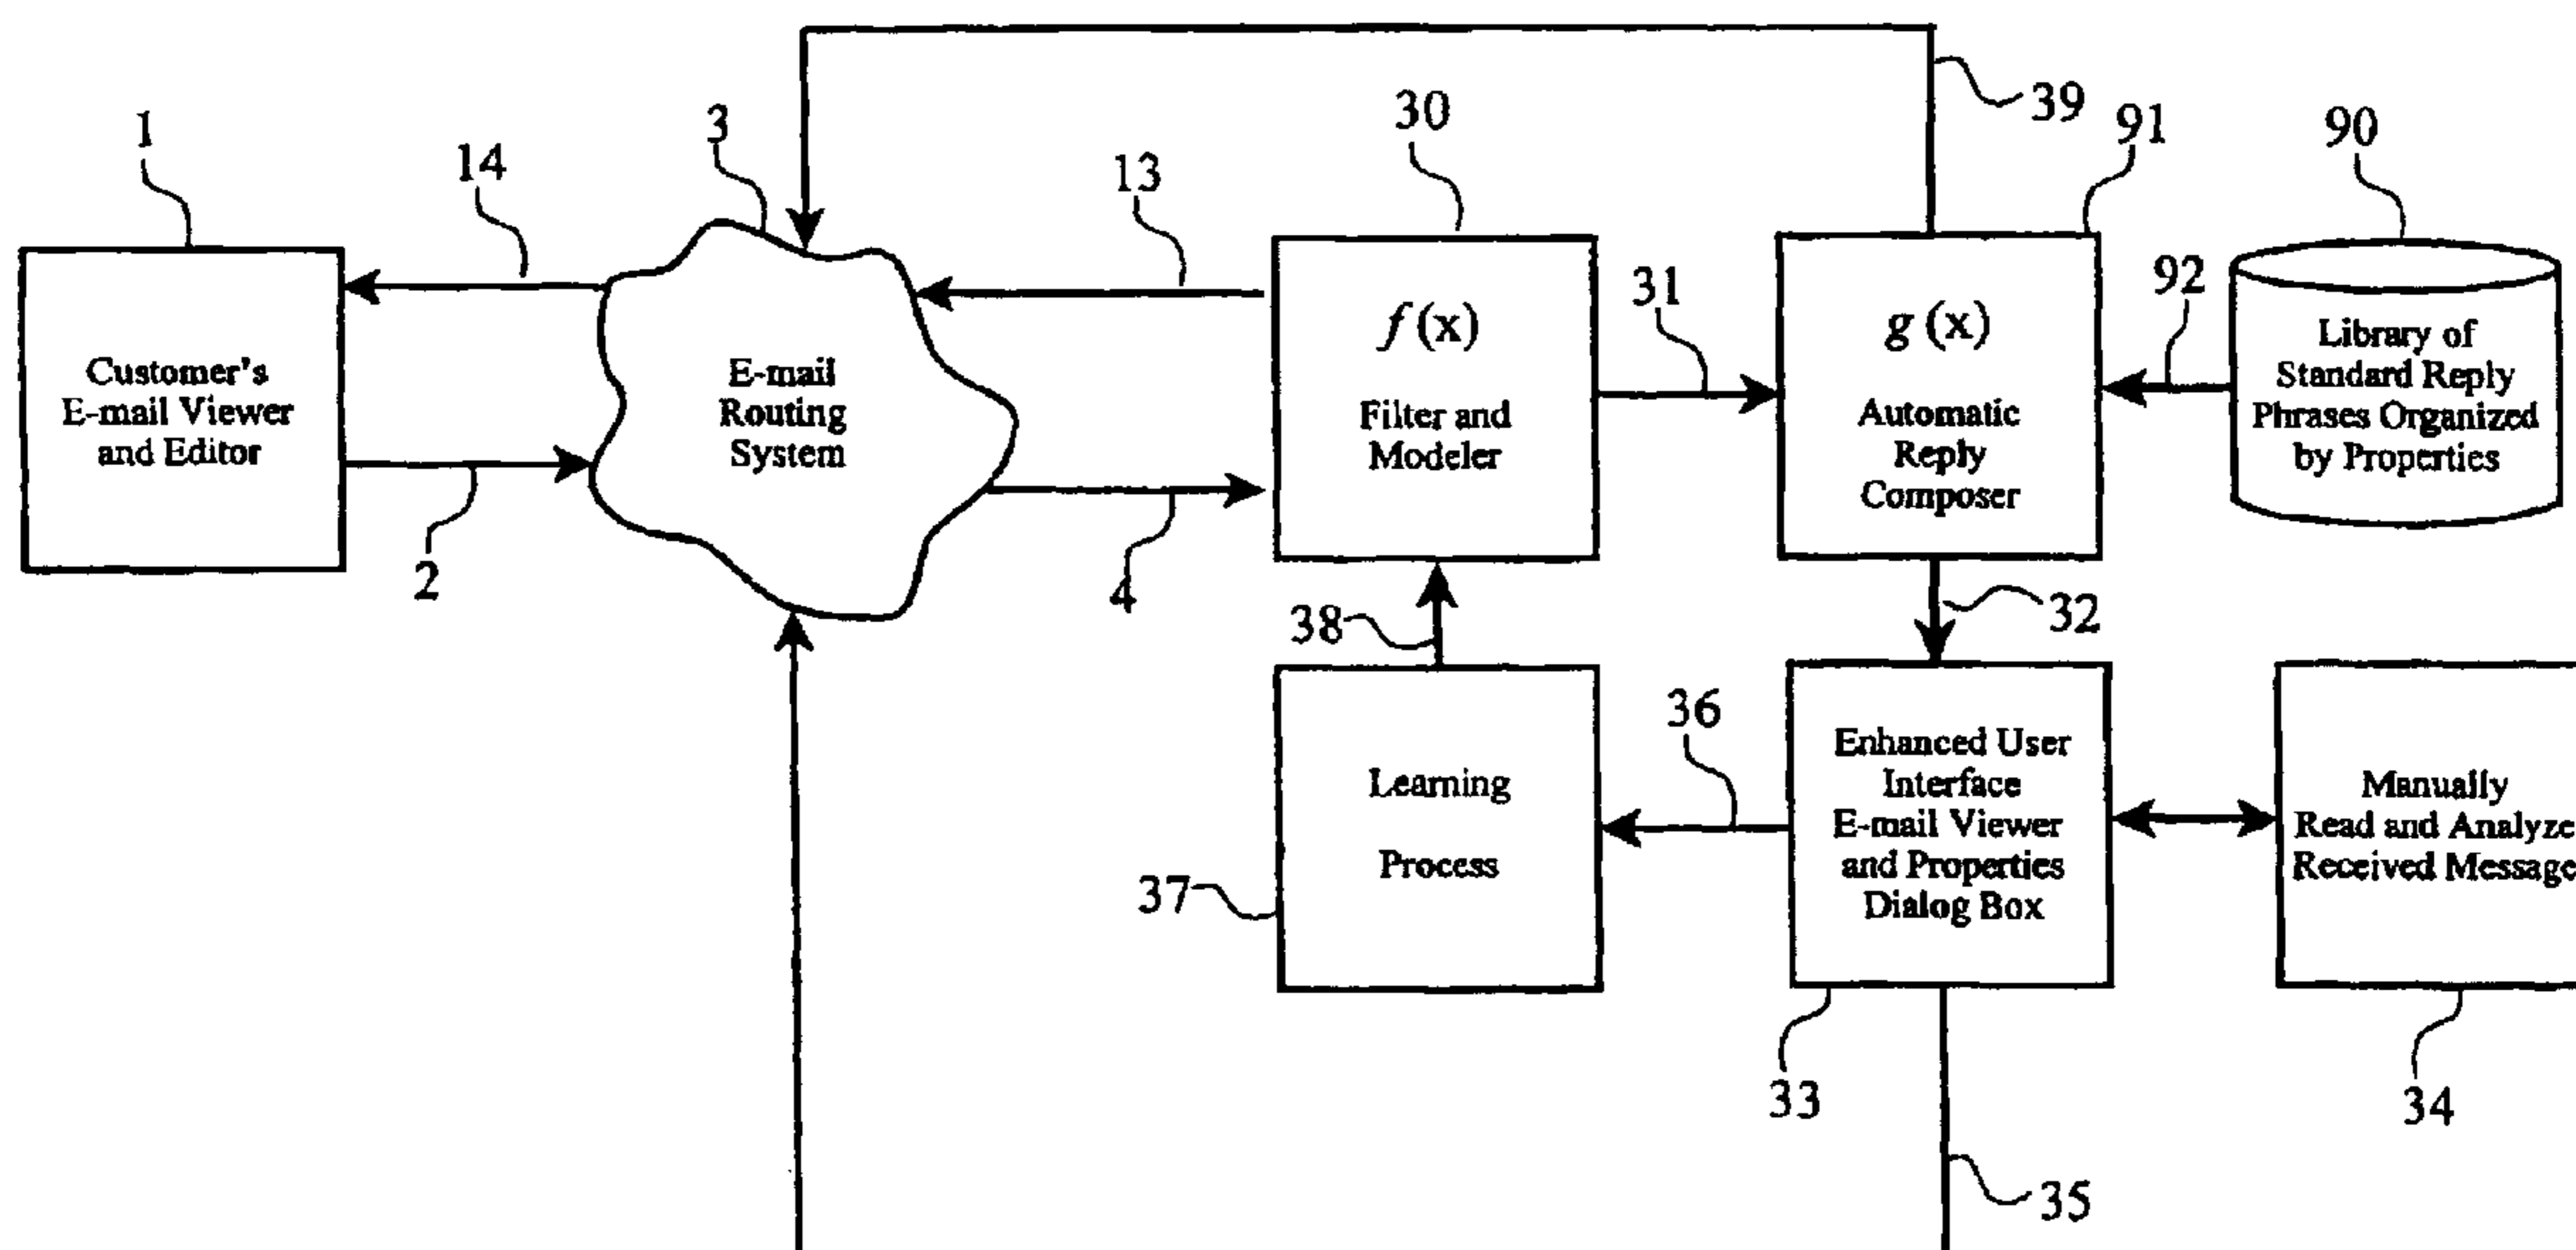 39
1
14
3
13
30
31
91
92
90
Customer's
E-mail Viewer
and Editor
E-mail
Routing
System
f (x)
Filter and
Modeler
g (x)
Automatic
Reply
Composer
Library of
Standard Reply
Phrases Organized
by Properties
2
4
38
32
36
Learning
Process
Enhanced User
Interface
E-mail Viewer
and Properties
Dialog Box
Manually
Read and Analyze
Received Message
37
33
34
35